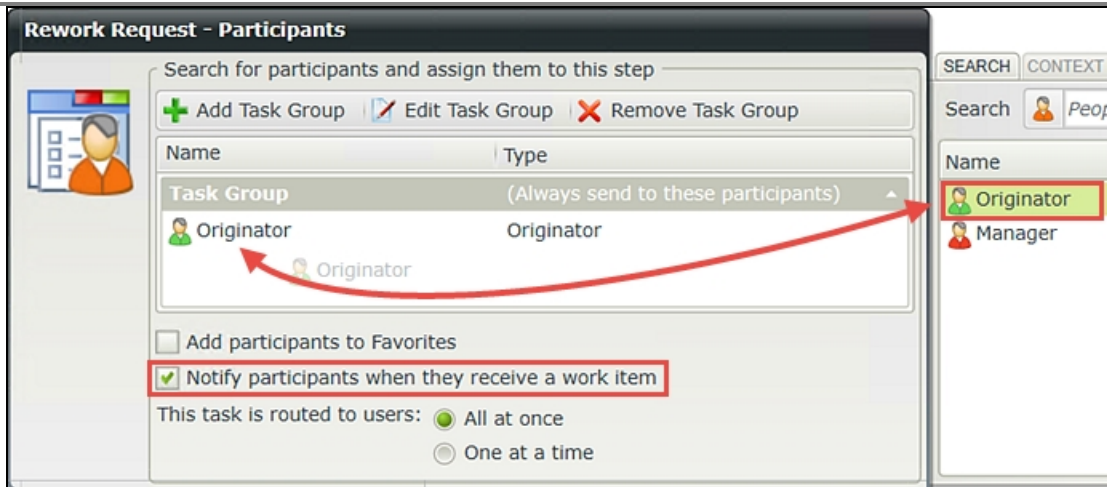 Rework Request - Participants
Search for participants and assign them to this step
Add Task Group Edit Task Group Remove Task Group
Name Type
Task Group (Always send to these participants)
Originator Originator
Originator
Add participants to Favorites
Notify participants when they receive a work item
This task is routed to users: All at once
One at a time
SEARCH CONTEXT
Search
Name
Originator
Manager